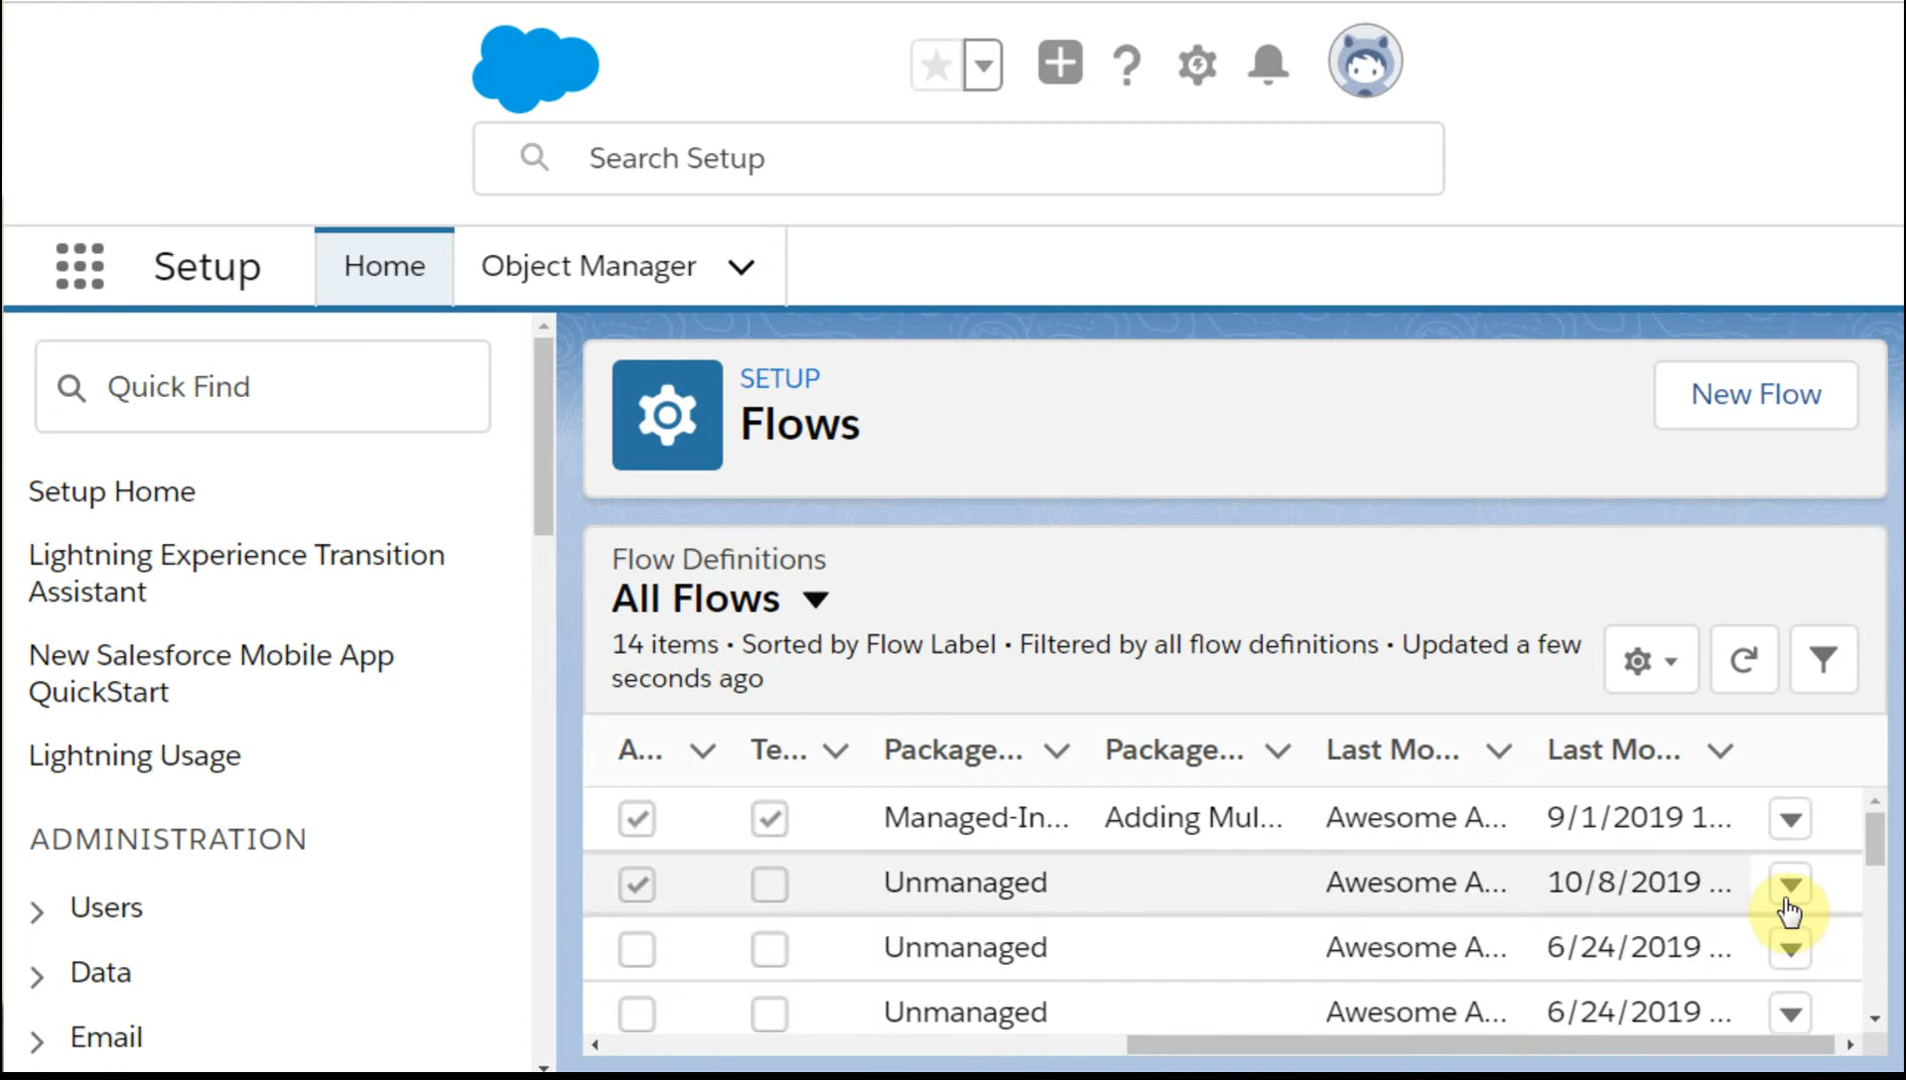 Search Setup
Setup
Home
Object Manager
Quick Find
Setup Home
Lightning Experience Transition
Assistant
New Salesforce Mobile App
QuickStart
Lightning Usage
ADMINISTRATION
Users
Data
Email
SETUP
Flows
New Flow
Flow Definitions
All Flows
14 items • Sorted by Flow Label • Filtered by all flow definitions • Updated a few
seconds ago
A... Te... Package... Package... Last Mo... Last Mo...
Managed-In... Adding Mul... Awesome A... 9/1/2019 1...
Unmanaged Awesome A... 10/8/2019 ...
Unmanaged Awesome A... 6/24/2019 ...
Unmanaged Awesome A... 6/24/2019 ...